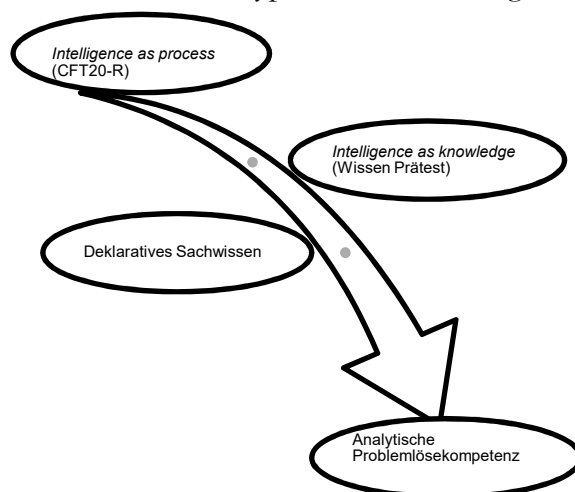 Intelligence as process
(CFT20-R)
Intelligence as knowledge
(Wissen Prätest)
Deklaratives Sachwissen
Analytische
Problemlösekompetenz